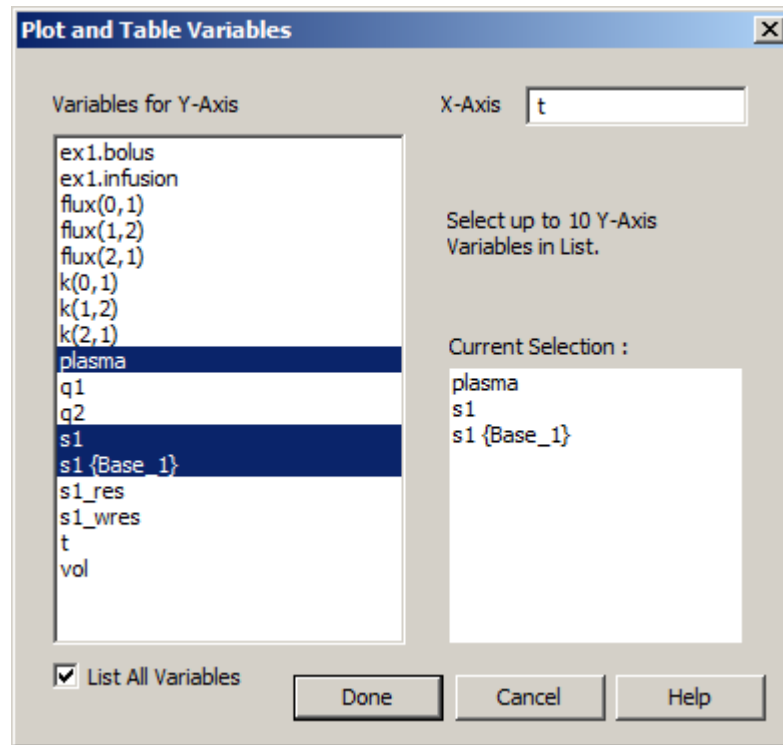 Plot and Table Variables
Variables for Y-Axis
X-Axis
t
ex1.bolus
ex1.infusion
flux(0,1)
flux(1,2)
flux(2,1)
k(0,1)
k(1,2)
k(2,1)
plasma
q1
q2
s1
s1 {Base_1}
s1_res
s1_wres
t
vol
Select up to 10 Y-Axis
Variables in List.
Current Selection :
plasma
s1
s1 {Base_1}
List All Variables
Done
Cancel
Help